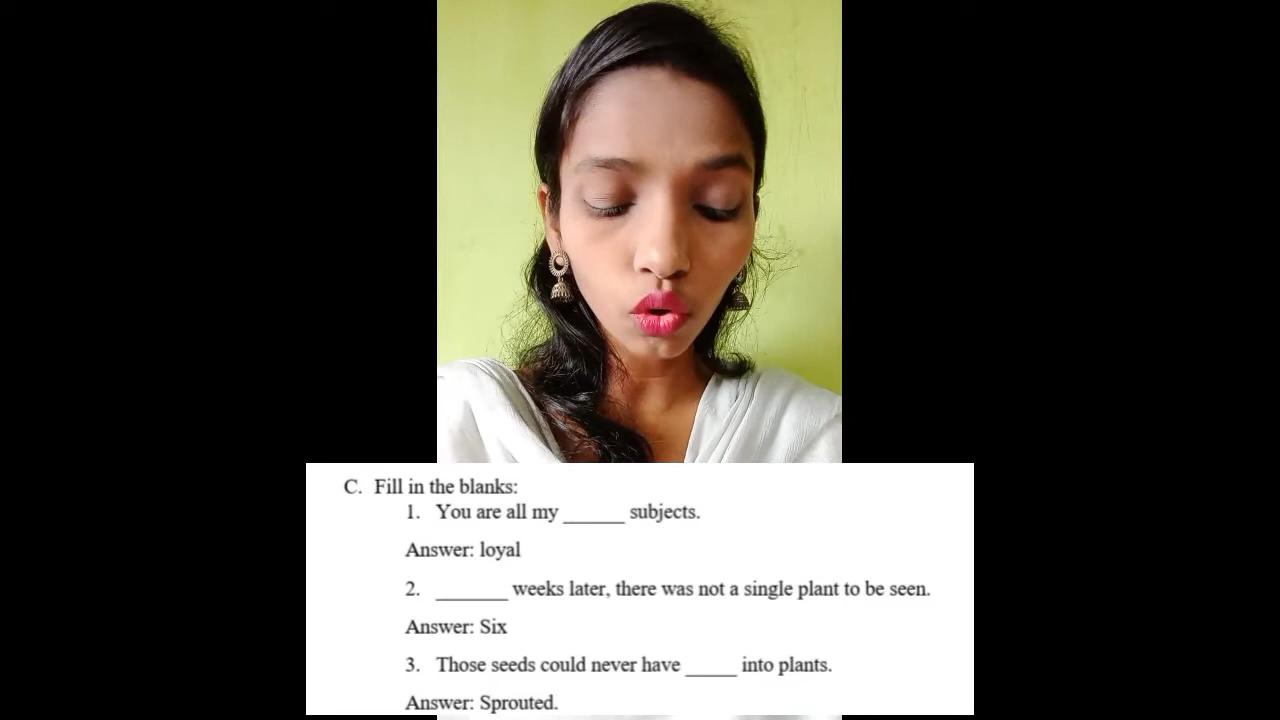 C. Fill in the blanks:
1. You are all my ______ subjects.
Answer: loyal
2. _______ weeks later, there was not a single plant to be seen.
Answer: Six
3. Those seeds could never have _____ into plants.
Answer: Sprouted.